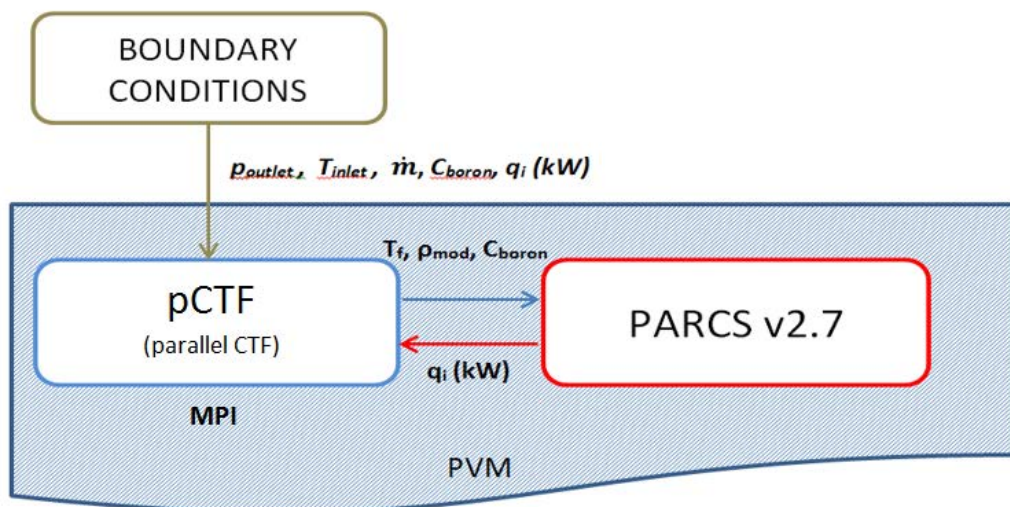 BOUNDARY
CONDITIONS
poutlet, Tinlet, ṁ, Cboron, qi (kW)
Tf, ρmod, Cboron
pCTF
(parallel CTF)
PARCS v2.7
qi (kW)
MPI
PVM